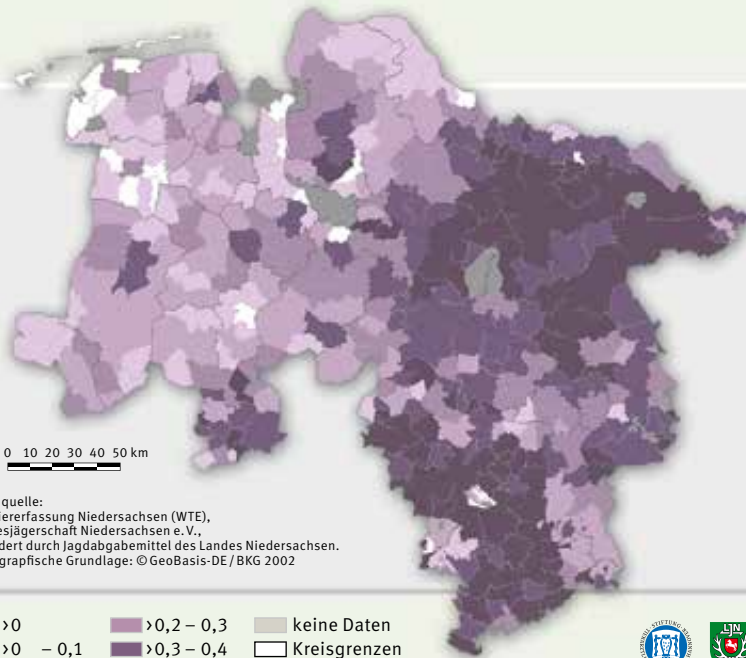 0 10 20 30 40 50 km
quelle:
iererfassung Niedersachsen (WTE),
esjägerschaft Niedersachsen e. V.,
dert durch Jagdabgabemittel des Landes Niedersachsen.
grafische Grundlage: © GeoBasis-DE / BKG 2002
>0 >0,2 – 0,3 keine Daten
>0 – 0,1 >0,3 – 0,4 Kreisgrenzen
LJN